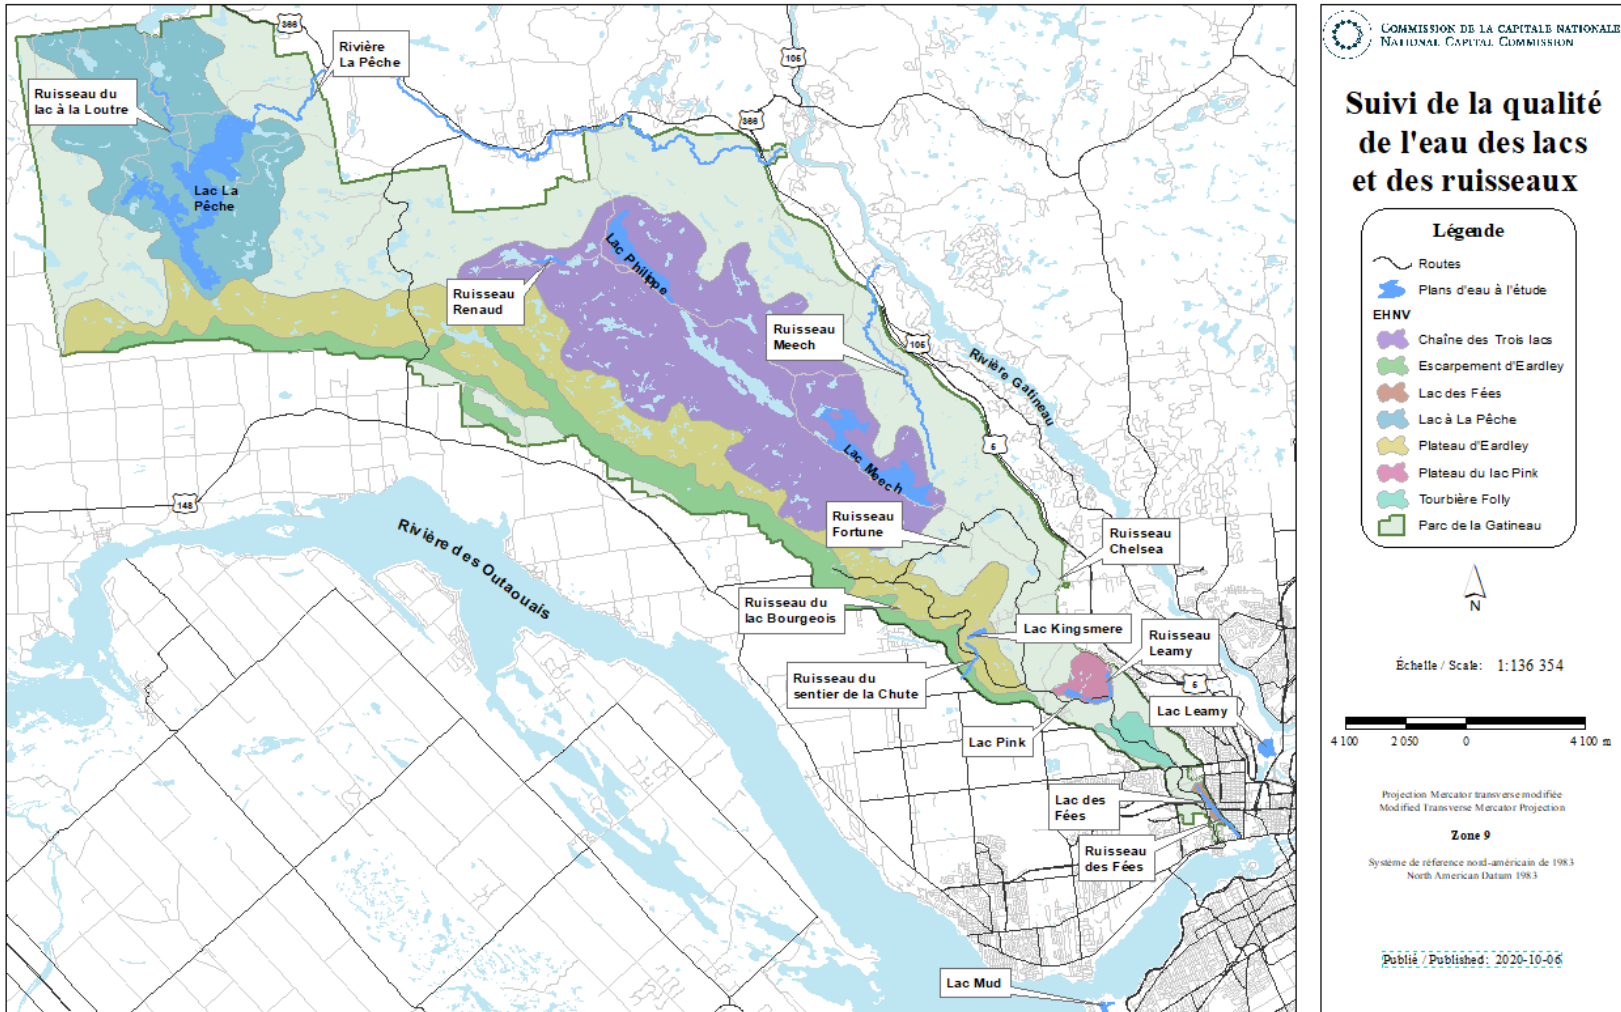 366
Rivière
La Pêche
105
Ruisseau du
lac à la Loutre
366
Lac La
Pêche
Lac Philippe
Ruisseau
Renaud
Ruisseau
Meech
105
Rivière Gatineau
5
Lac Meech
148
Rivière des Outaouais
Ruisseau
Fortune
Ruisseau
Chelsea
Ruisseau du
lac Bourgeois
Lac Kingsmere
Ruisseau
Leamy
Ruisseau du
sentier de la Chute
5
Lac Leamy
Lac Pink
Lac des
Fées
Ruisseau
des Fées
Lac Mud
COMMISSION DE LA CAPITALE NATIONALE
NATIONAL CAPITAL COMMISSION
Suivi de la qualité
de l'eau des lacs
et des ruisseaux
Légende
Routes
Plans d'eau à l'étude
EHNV
Chaîne des Trois lacs
Escarpement d'Eardley
Lac des Fées
Lac à La Pêche
Plateau d'Eardley
Plateau du lac Pink
Tourbière Folly
Parc de la Gatineau
N
Échelle / Scale: 1:136 354
4 100 2 050 0 4 100 m
Projection Mercator transverse modifiée
Modified Transverse Mercator Projection
Zone 9
Système de réference nord-américain de 1983
North American Datum 1983
Publié / Published: 2020-10-06